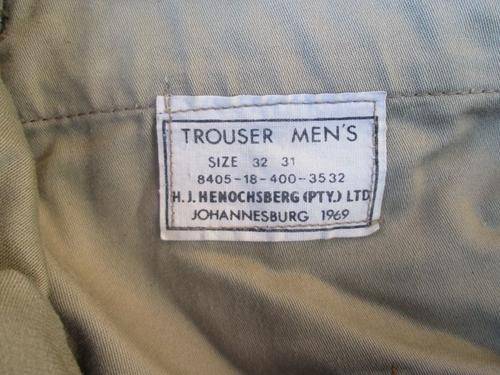 TROUSER MEN'S
SIZE 32 31
8405-18-400-3532
H.J. HENOCHSBERG (PTY.) LTD
JOHANNESBURG 1969